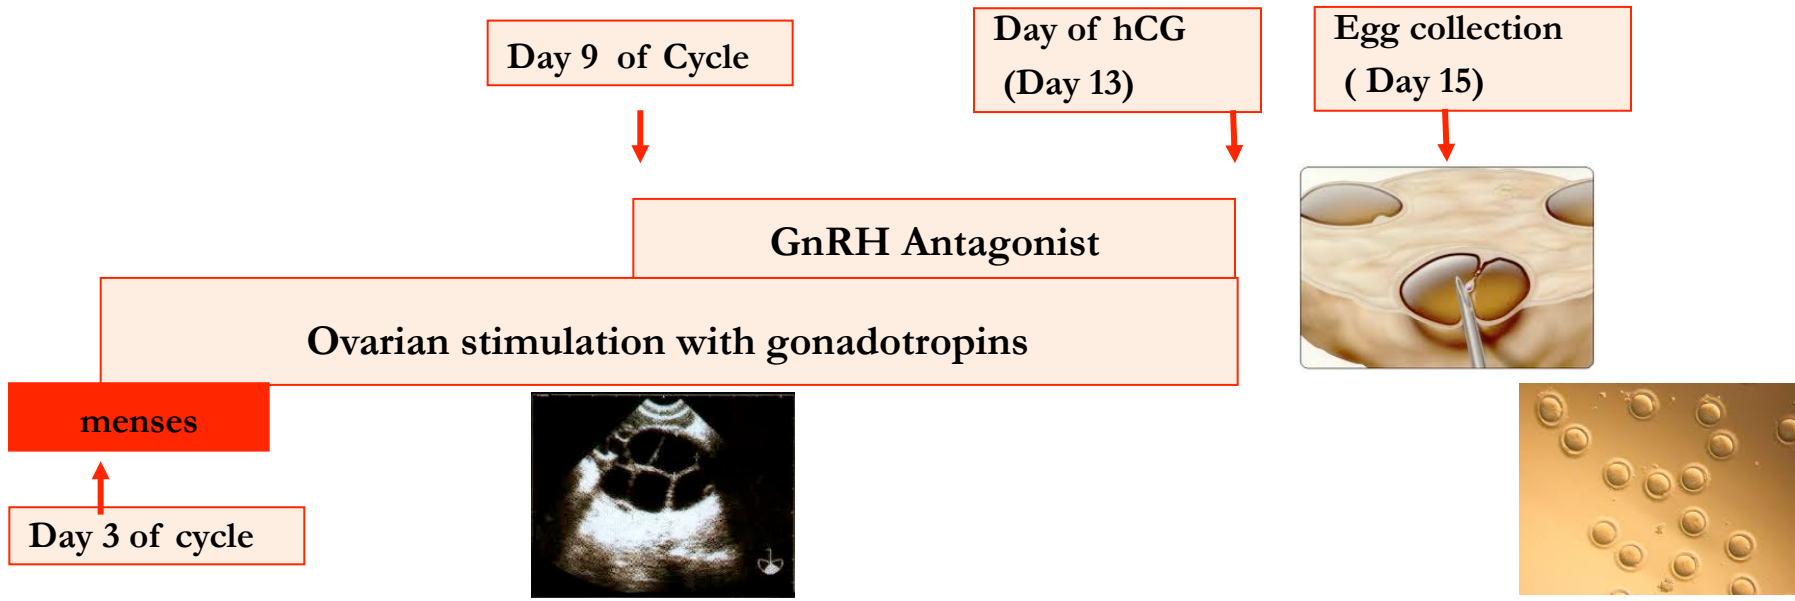 Day 9 of Cycle
Day of hCG
(Day 13)
Egg collection
( Day 15)
GnRH Antagonist
Ovarian stimulation with gonadotropins
menses
Day 3 of cycle